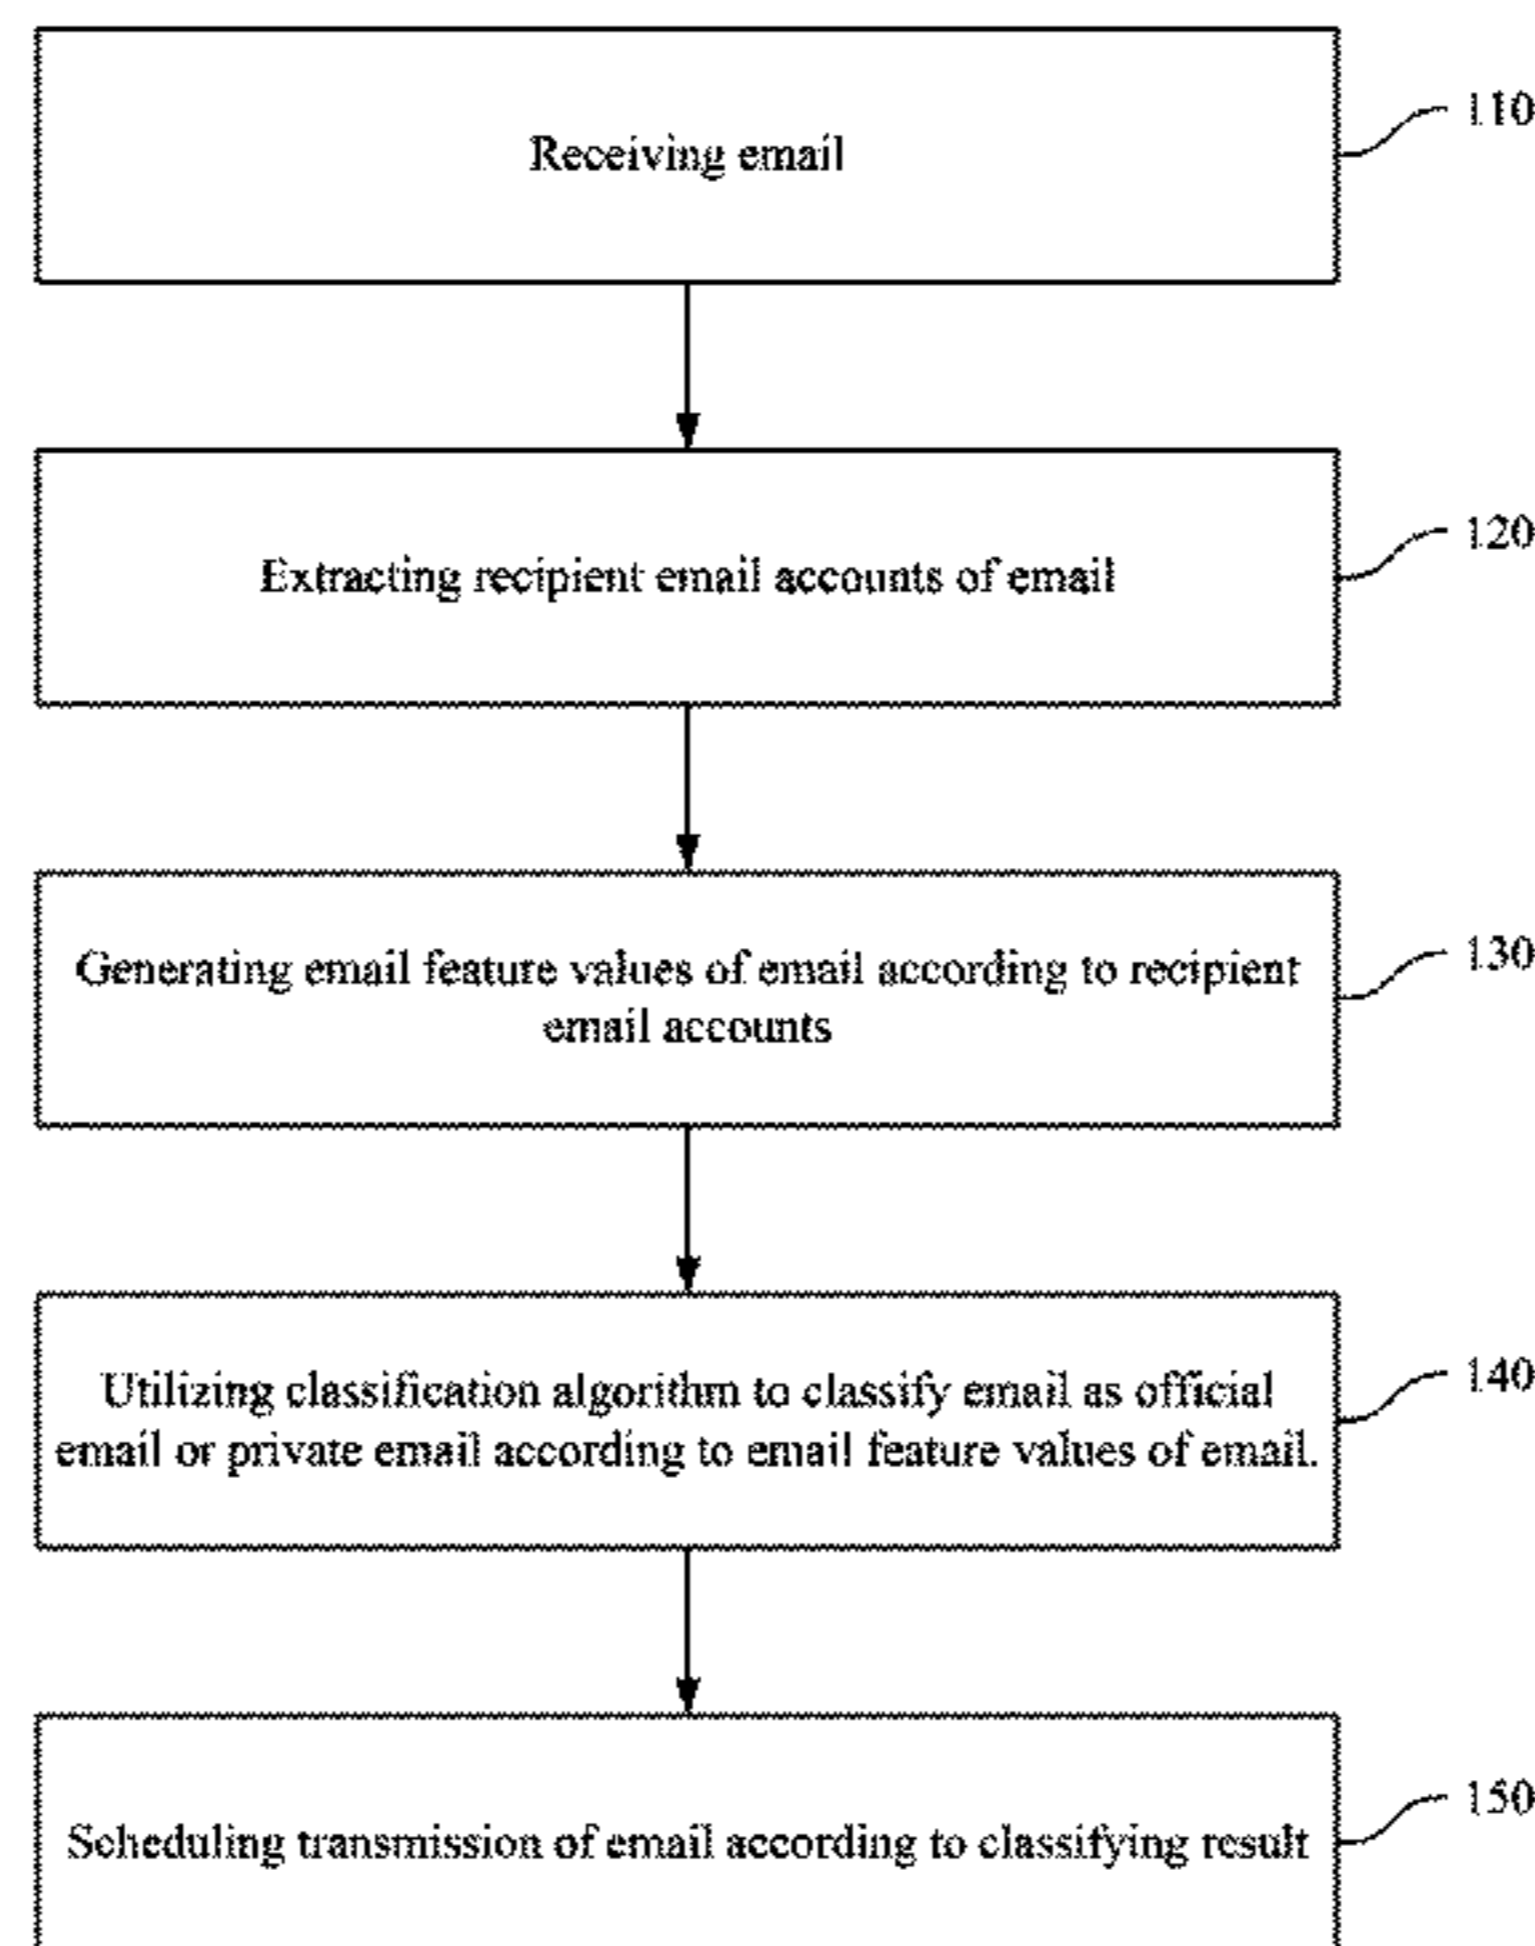 Receiving email
110
Extracting recipient email accounts of email
120
Generating email feature values of email according to recipient
email accounts
130
Utilizing classification algorithm to classify email as official
email or private email according to email feature values of email.
140
Scheduling transmission of email according to classifying result
150